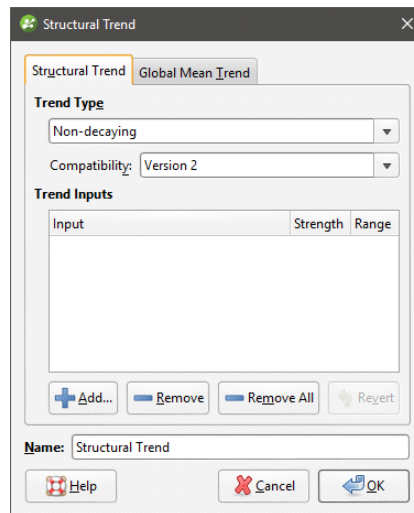 Structural Trend
Structural Trend
Global Mean Trend
Trend Type
Non-decaying
Compatibility: Version 2
Trend Inputs
Input Strength Range
Add... Remove Remove All Revert
Name: Structural Trend
Help Cancel OK